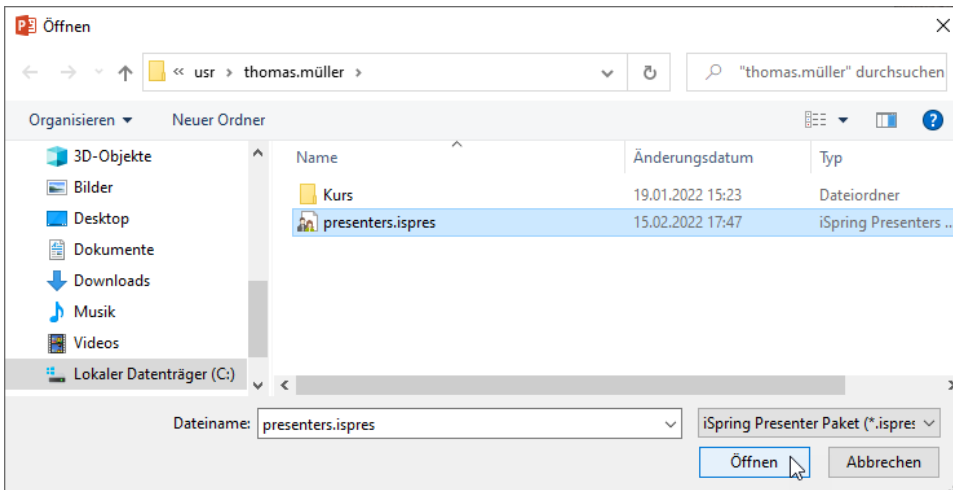 Öffnen
« usr › thomas.müller ›
"thomas.müller" durchsuchen
Organisieren
Neuer Ordner
3D-Objekte
Bilder
Desktop
Dokumente
Downloads
Musik
Videos
Lokaler Datenträger (C:)
Name Änderungsdatum Typ
Kurs 19.01.2022 15:23 Dateiordner
presenters.ispres 15.02.2022 17:47 iSpring Presenters ...
Dateiname: presenters.ispres
iSpring Presenter Paket (*.ispres
Öffnen Abbrechen